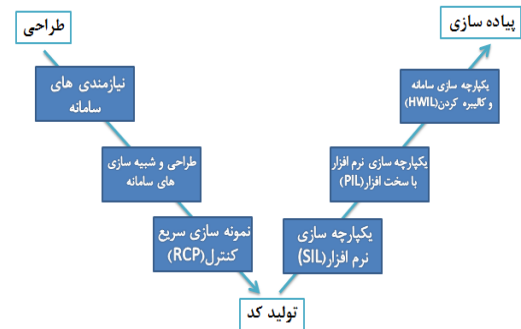 طراحی
نیازمندی های
سامانه
طراحی و شبیه سازی
های سامانه
نمونه سازی سریع
کنترل(RCP)
تولید کد
یکپارچه سازی
نرم افزار(SIL)
یکپارچه سازی نرم افزار
با سخت افزار(PIL)
یکپارچه سازی سامانه
و کالیبره کردن(HWIL)
پیاده سازی